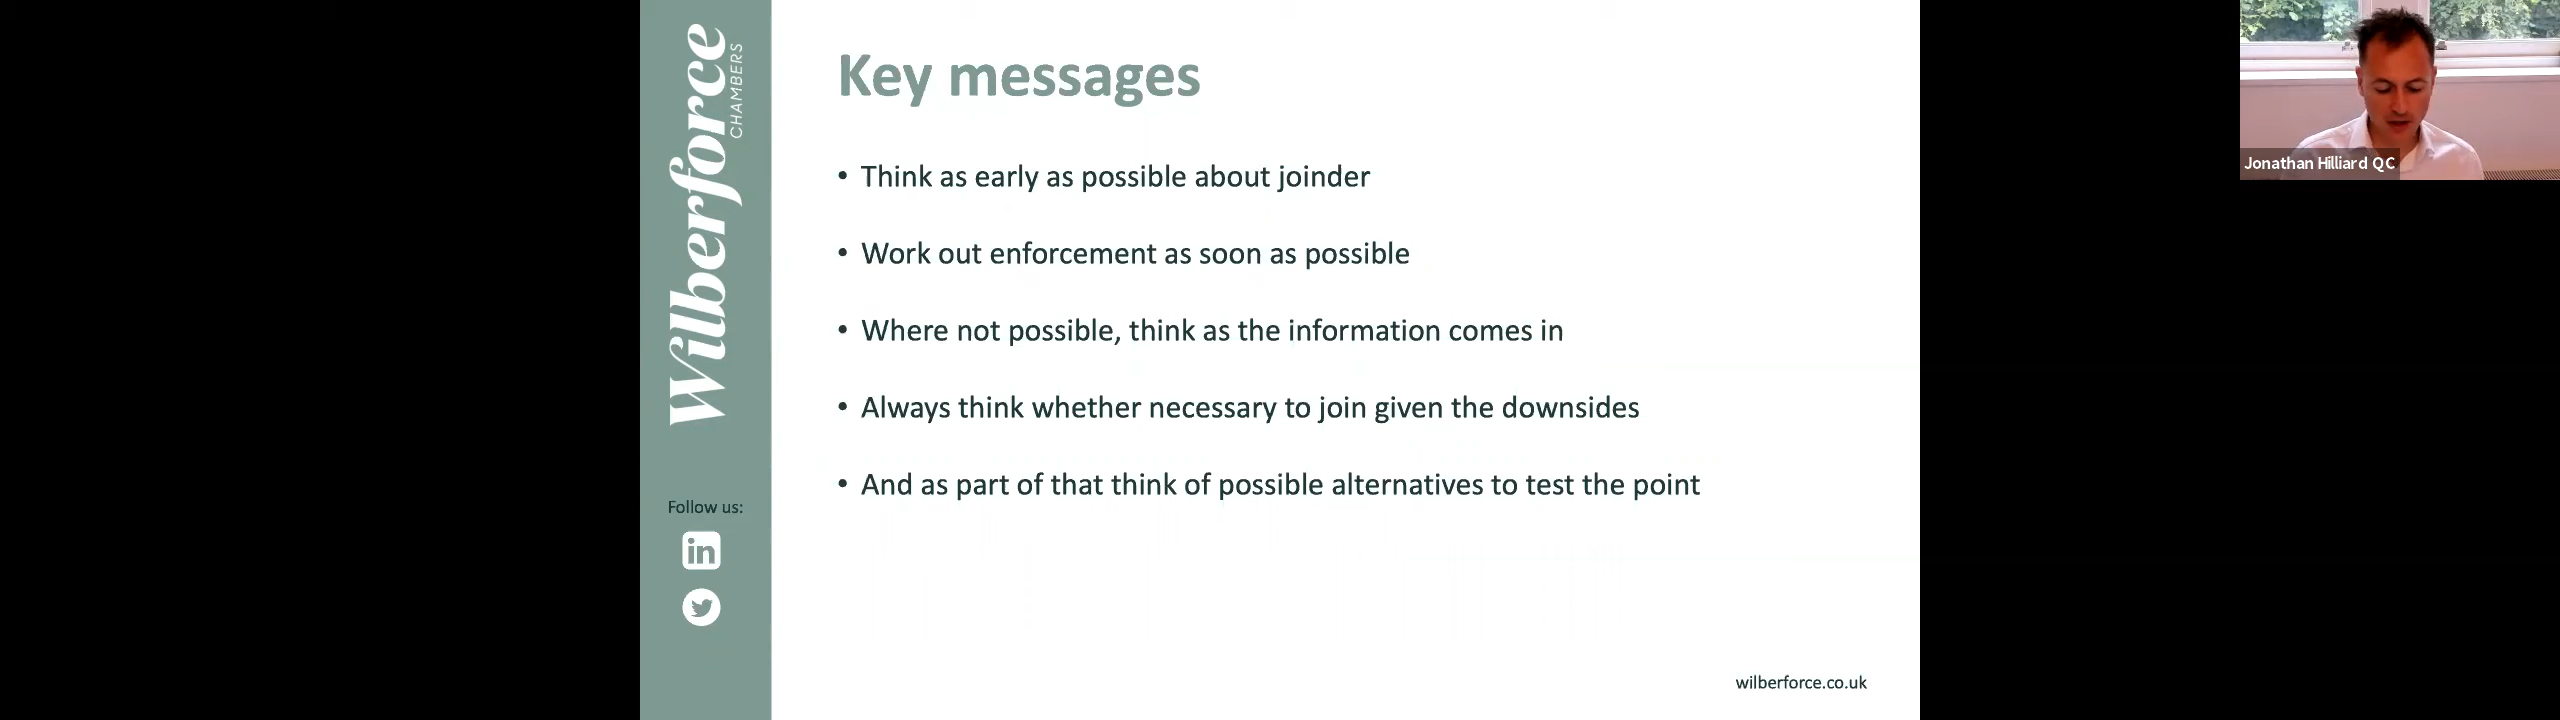 Wilberforce
CHAMBERS
Follow us:
in
Key messages
• Think as early as possible about joinder
• Work out enforcement as soon as possible
• Where not possible, think as the information comes in
• Always think whether necessary to join given the downsides
• And as part of that think of possible alternatives to test the point
wilberforce.co.uk
Jonathan Hilliard QC